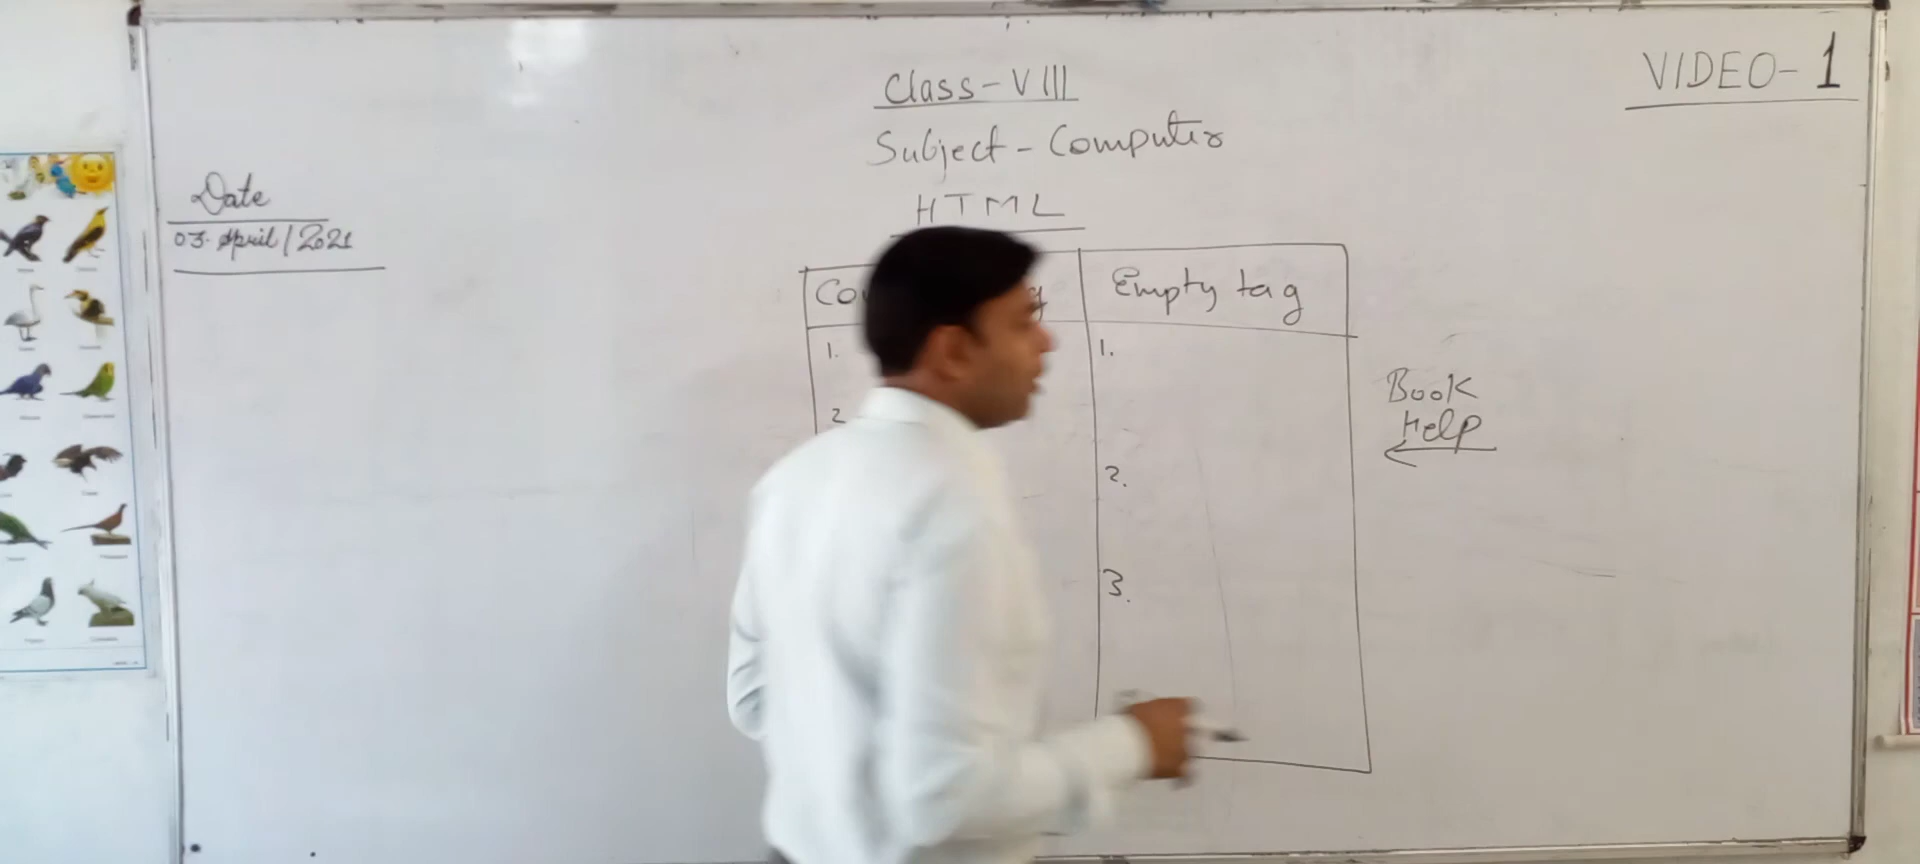 VIDEO-1
Class-VIII
Subject-Computer
HTML
Date
03. April/2021
Empty tag
1.
2
1.
2.
3.
Book
Help